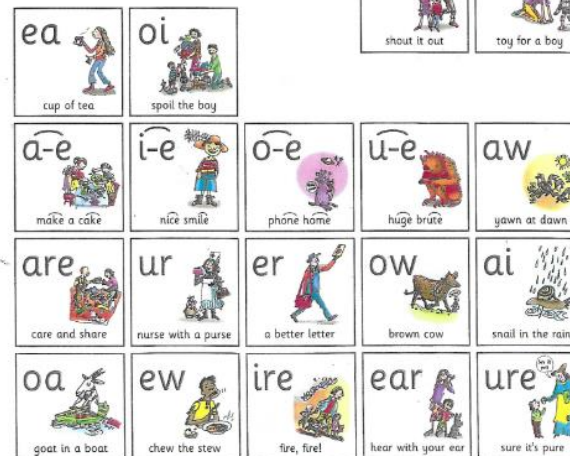 shout it out
toy for a boy
ea
oi
cup of tea
spoil the boy
a-e
i-e
o-e
u-e
aw
make a cake
nice smile
phone home
huge brute
yawn at dawn
are
ur
er
ow
ai
care and share
nurse with a purse
a better letter
brown cow
snail in the rain
oa
ew
ire
ear
ure
goat in a boat
chew the stew
fire, fire!
hear with your ear
sure it's pure